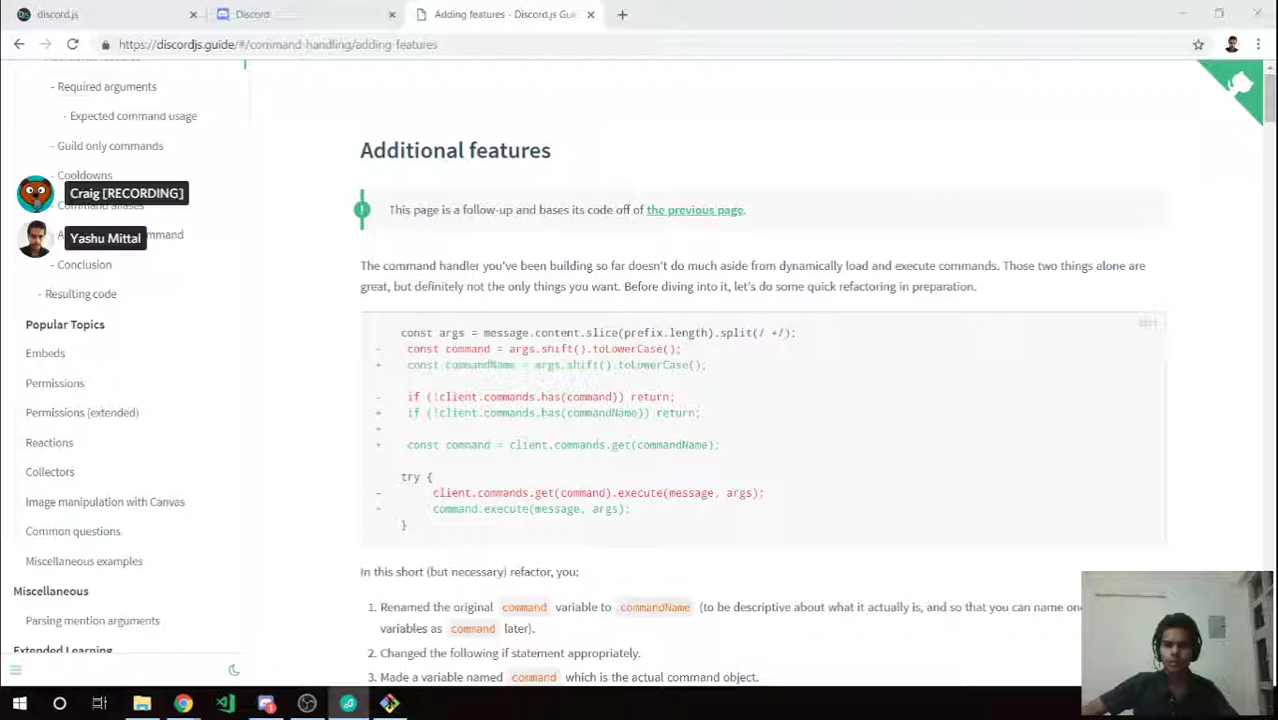 discord.js
Discord
Adding features - Discord.js Gui
https://discordjs.guide/#/command-handling/adding-features
- Required arguments
- Expected command usage
- Guild only commands
- Cooldowns
Craig [RECORDING]
- Command aliases
Yashu Mittal
mmand
- Conclusion
- Resulting code
Popular Topics
Embeds
Permissions
Permissions (extended)
Reactions
Collectors
Image manipulation with Canvas
Common questions
Miscellaneous examples
Miscellaneous
Parsing mention arguments
Extended Learning
Additional features
! This page is a follow-up and bases its code off of the previous page.
The command handler you've been building so far doesn't do much aside from dynamically load and execute commands. Those two things alone are
great, but definitely not the only things you want. Before diving into it, let's do some quick refactoring in preparation.
const args = message.content.slice(prefix.length).split(/ +/);
- const command = args.shift().toLowerCase();
+ const commandName = args.shift().toLowerCase();
- if (!client.commands.has(command)) return;
+ if (!client.commands.has(commandName)) return;
+
+ const command = client.commands.get(commandName);
try {
- client.commands.get(command).execute(message, args);
+ command.execute(message, args);
}
In this short (but necessary) refactor, you:
1. Renamed the original command variable to commandName (to be descriptive about what it actually is, and so that you can name
variables as command later).
2. Changed the following if statement appropriately.
3. Made a variable named command which is the actual command object.